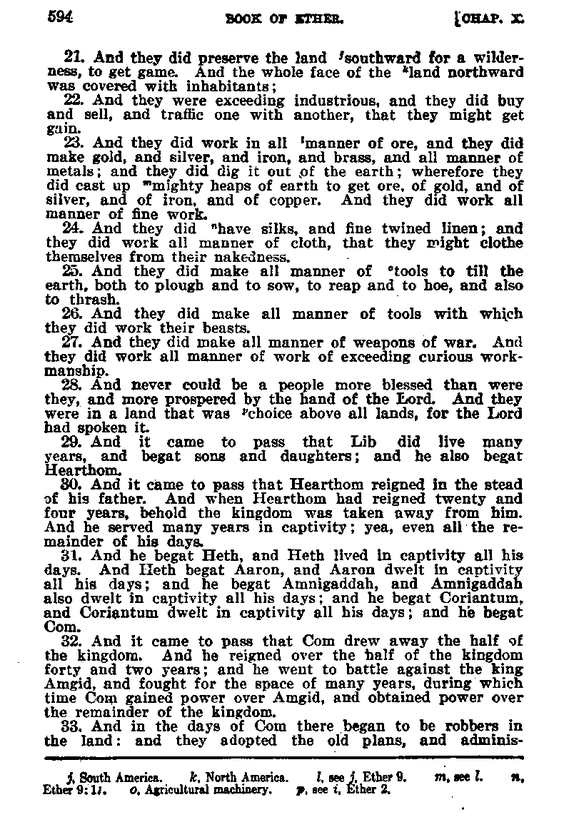 594 BOOK OF ETHER. [CHAP. X.
21. And they did preserve the land jsouthward for a wilder-
ness, to get game. And the whole face of the kland northward
was covered with inhabitants;
22. And they were exceeding industrious, and they did buy
and sell, and traffic one with another, that they might get
gain.
23. And they did work in all lmanner of ore, and they did
make gold, and silver, and iron, and brass, and all manner of
metals; and they did dig it out of the earth; wherefore they
did cast up mmighty heaps of earth to get ore, of gold, and of
silver, and of iron, and of copper. And they did work all
manner of fine work.
24. And they did nhave silks, and fine twined linen; and
they did work all manner of cloth, that they might clothe
themselves from their nakedness.
25. And they did make all manner of otools to till the
earth, both to plough and to sow, to reap and to hoe, and also
to thrash.
26. And they did make all manner of tools with which
they did work their beasts.
27. And they did make all manner of weapons of war. And
they did work all manner of work of exceeding curious work-
manship.
28. And never could be a people more blessed than were
they, and more prospered by the hand of the Lord. And they
were in a land that was pchoice above all lands, for the Lord
had spoken it.
29. And it came to pass that Lib did live many
years, and begat sons and daughters; and he also begat
Hearthom.
30. And it came to pass that Hearthom reigned in the stead
of his father. And when Hearthom had reigned twenty and
four years, behold the kingdom was taken away from him.
And he served many years in captivity; yea, even all the re-
mainder of his days.
31. And he begat Heth, and Heth lived in captivity all his
days. And Heth begat Aaron, and Aaron dwelt in captivity
all his days; and he begat Amnigaddah, and Amnigaddah
also dwelt in captivity all his days; and he begat Coriantum,
and Coriantum dwelt in captivity all his days; and he begat
Com.
32. And it came to pass that Com drew away the half of
the kingdom. And he reigned over the half of the kingdom
forty and two years; and he went to battle against the king
Amgid, and fought for the space of many years, during which
time Com gained power over Amgid, and obtained power over
the remainder of the kingdom.
33. And in the days of Com there began to be robbers in
the land: and they adopted the old plans, and adminis-
j, South America. k, North America. l, see j, Ether 9. m, see l. n,
Ether 9:17. o, Agricultural machinery. p, see i, Ether 2.